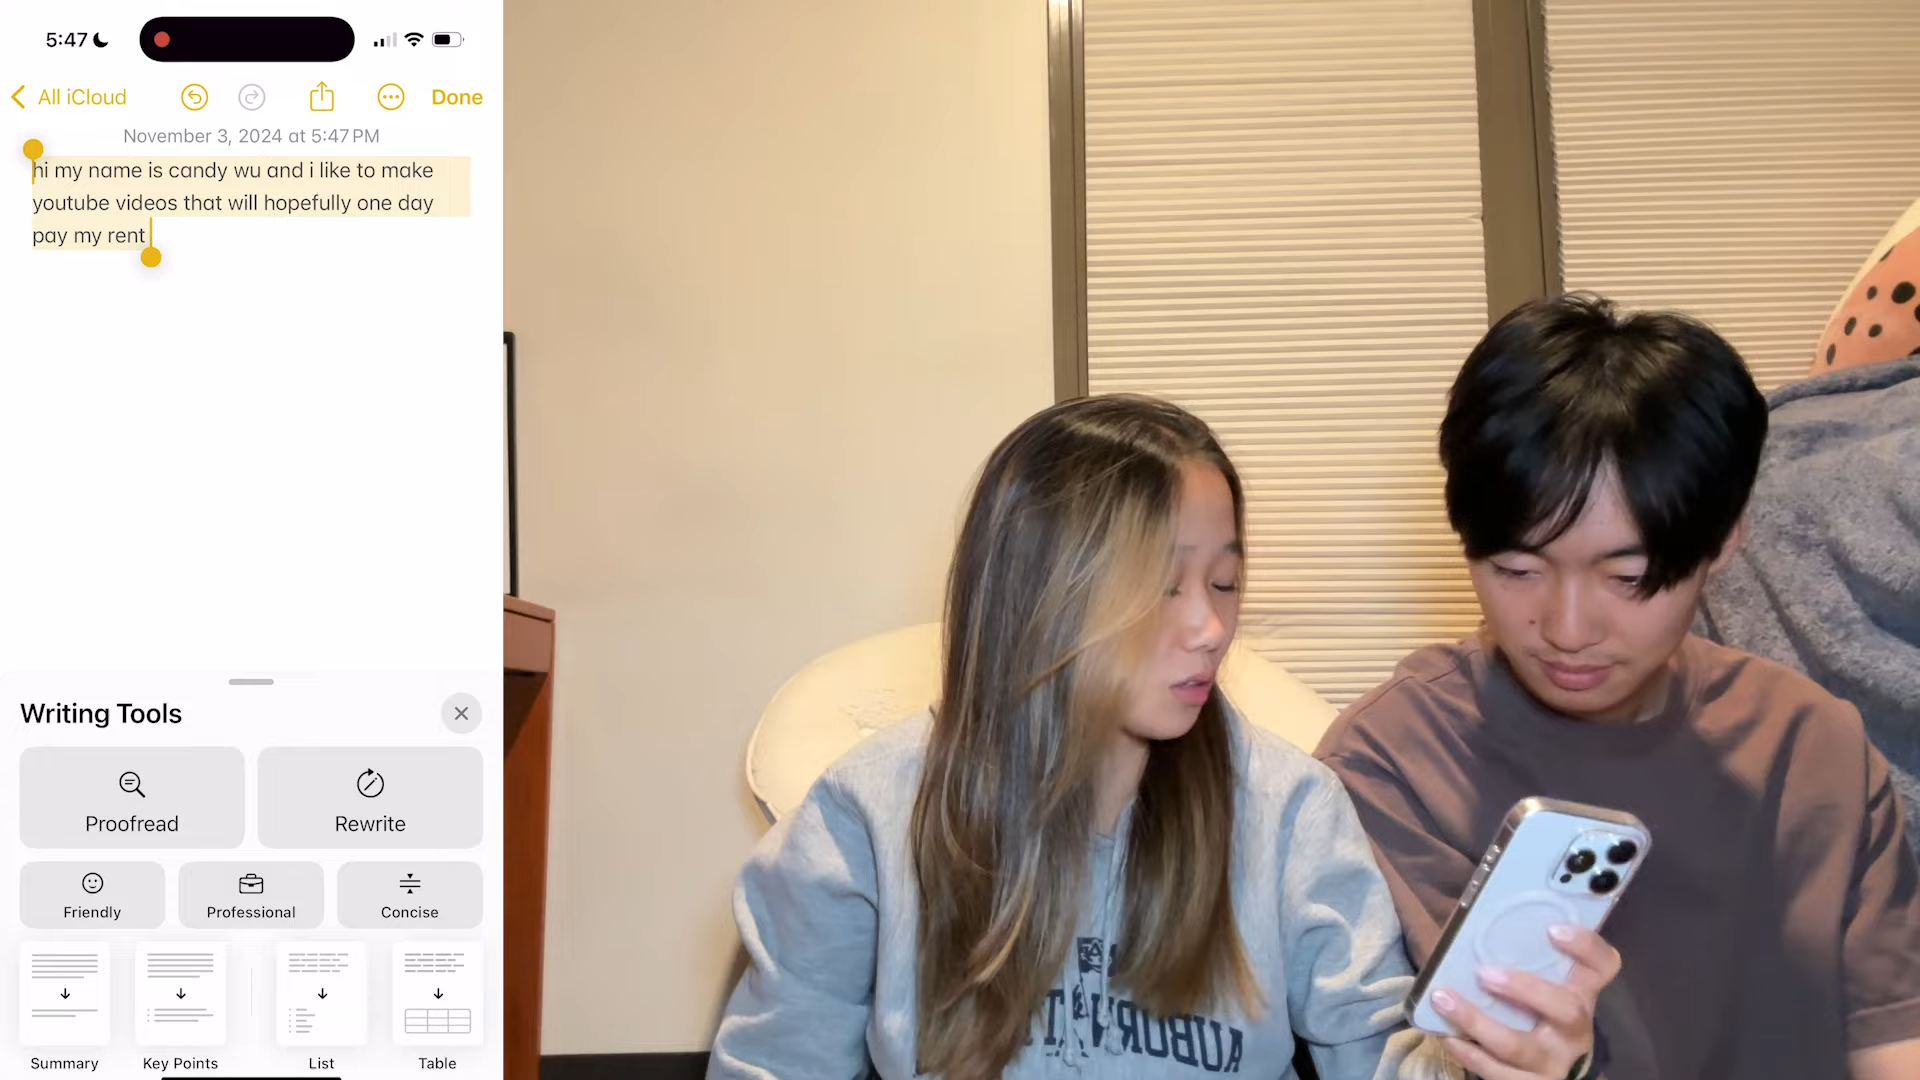 5:47
All iCloud
Done
November 3, 2024 at 5:47 PM
hi my name is candy wu and i like to make
youtube videos that will hopefully one day
pay my rent
Writing Tools
Proofread
Rewrite
Friendly
Professional
Concise
Summary
Key Points
List
Table